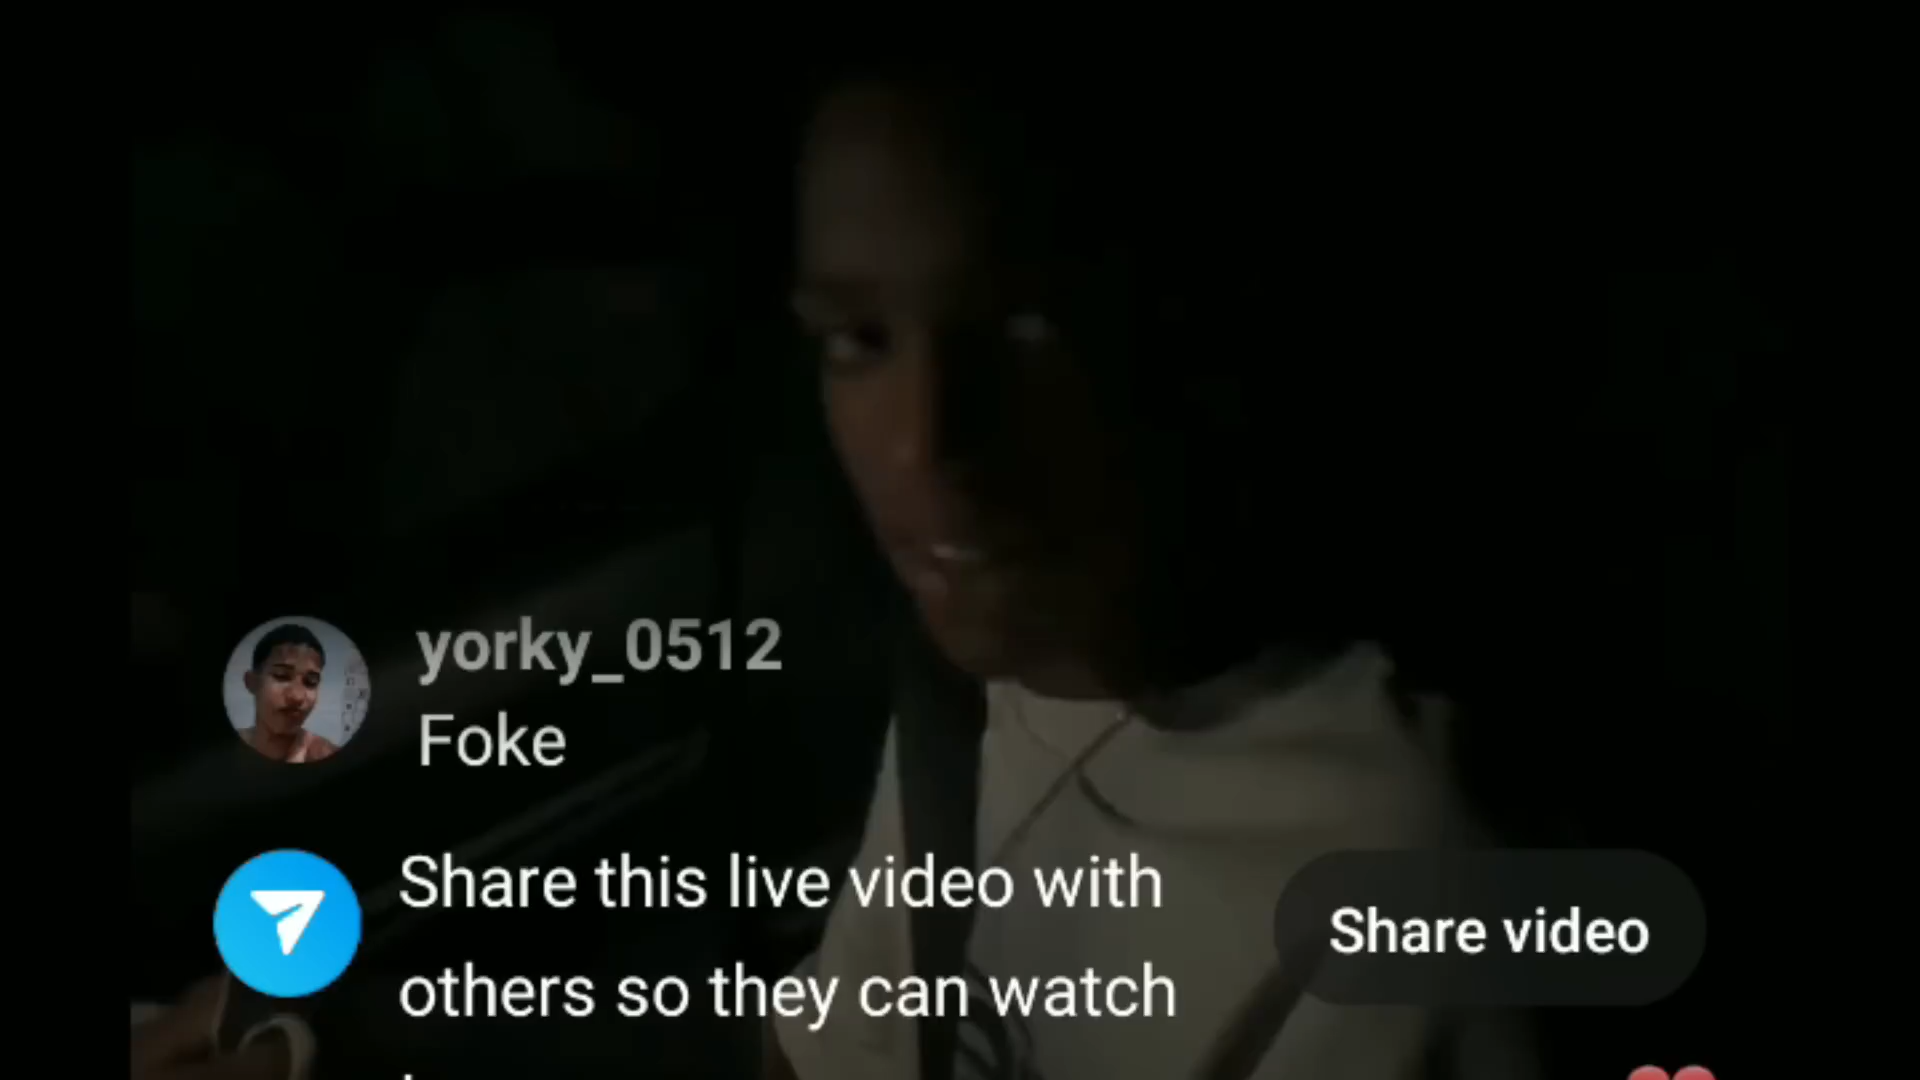 yorky_0512
Foke
Share this live video with
others so they can watch
Share video